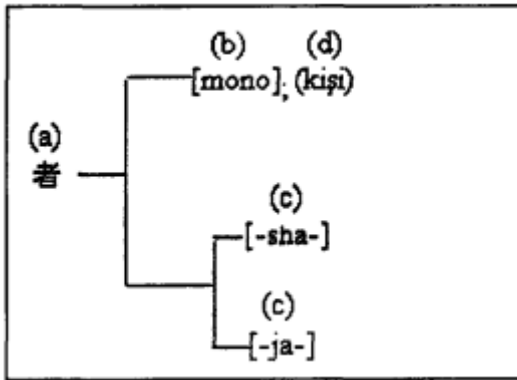 (b) (d)
[mono]; (kişi)
(a)
者
(c)
[-sha-]
(c)
[-ja-]